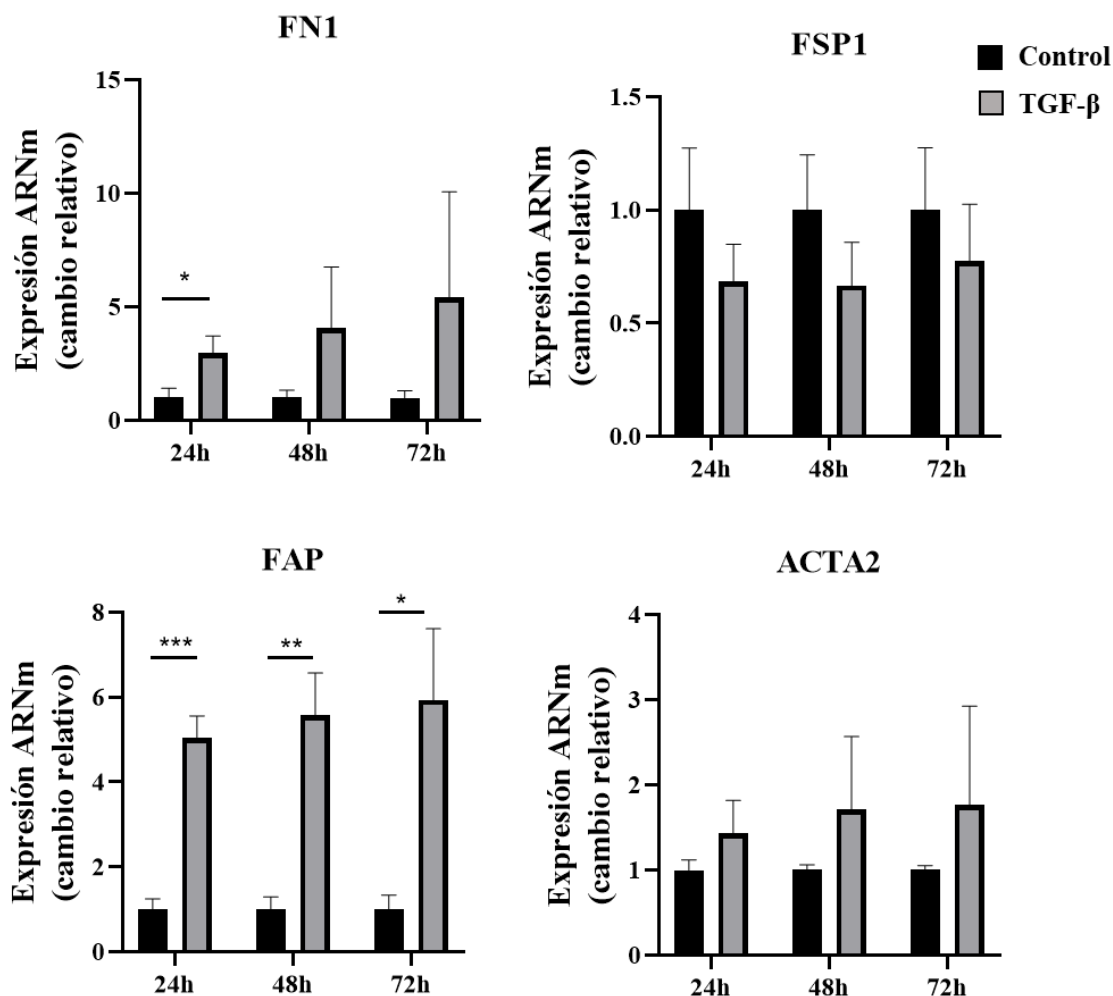 FN1
Expresión ARNm
(cambio relativo)
15
10
5
0
*
24h
48h
72h
FSP1
Control
TGF-β
Expresión ARNm
(cambio relativo)
1.5
1.0
0.5
0.0
24h
48h
72h
FAP
Expresión ARNm
(cambio relativo)
8
6
4
2
0
***
**
*
24h
48h
72h
ACTA2
Expresión ARNm
(cambio relativo)
4
3
2
1
0
24h
48h
72h